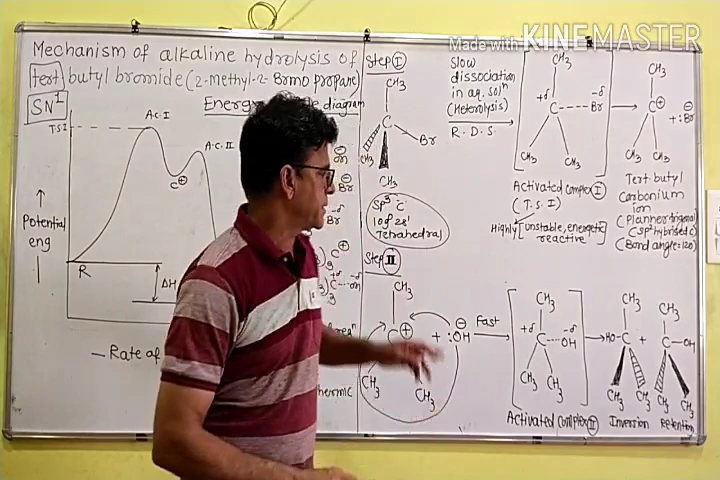 Made with KINEMASTER
Mechanism of alkaline hydrolysis of
tert butyl bromide (2-methyl-2-Bromo propane)
SN1
Energy
diagram
T.S I
A.C. I
A.C. II
C⊕
Potential
eng
R
ΔH
— Rate of
Step I
CH3
C
Br
CH3
CH3
Sp3 'C'
109° 28'
Tetrahedral
Slow
dissociation
in aq. soln
(Heterolysis)
R. D. S.
CH3
+δ -δ
C----Br
CH3 CH3
Activated complex I
(T. S. I)
Highly [unstable, energetic
reactive]
CH3
C⊕
+ :Br⊖
CH3 CH3
Tert butyl
Carbonium
ion
(Planner trigonal)
(Sp2 hybrised C)
(Bond angle=120
Step II
CH3
C⊕ + :OH⊖
CH3 CH3
Fast
CH3
+δ -δ
C----OH
CH3 CH3
Activated Complex II
CH3
HO-C
CH3 CH3
Inversion
+
CH3
C-OH
CH3 CH3
Retention